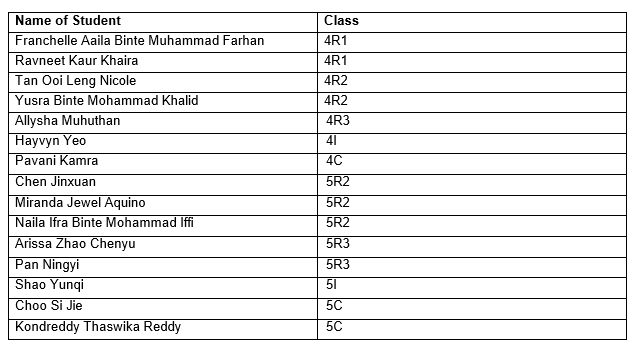 Name of Student Class
Franchelle Aaila Binte Muhammad Farhan 4R1
Ravneet Kaur Khaira 4R1
Tan Ooi Leng Nicole 4R2
Yusra Binte Mohammad Khalid 4R2
Allysha Muhuthan 4R3
Hayvyn Yeo 4I
Pavani Kamra 4C
Chen Jinxuan 5R2
Miranda Jewel Aquino 5R2
Naila Ifra Binte Mohammad Iffi 5R2
Arissa Zhao Chenyu 5R3
Pan Ningyi 5R3
Shao Yunqi 5I
Choo Si Jie 5C
Kondreddy Thaswika Reddy 5C